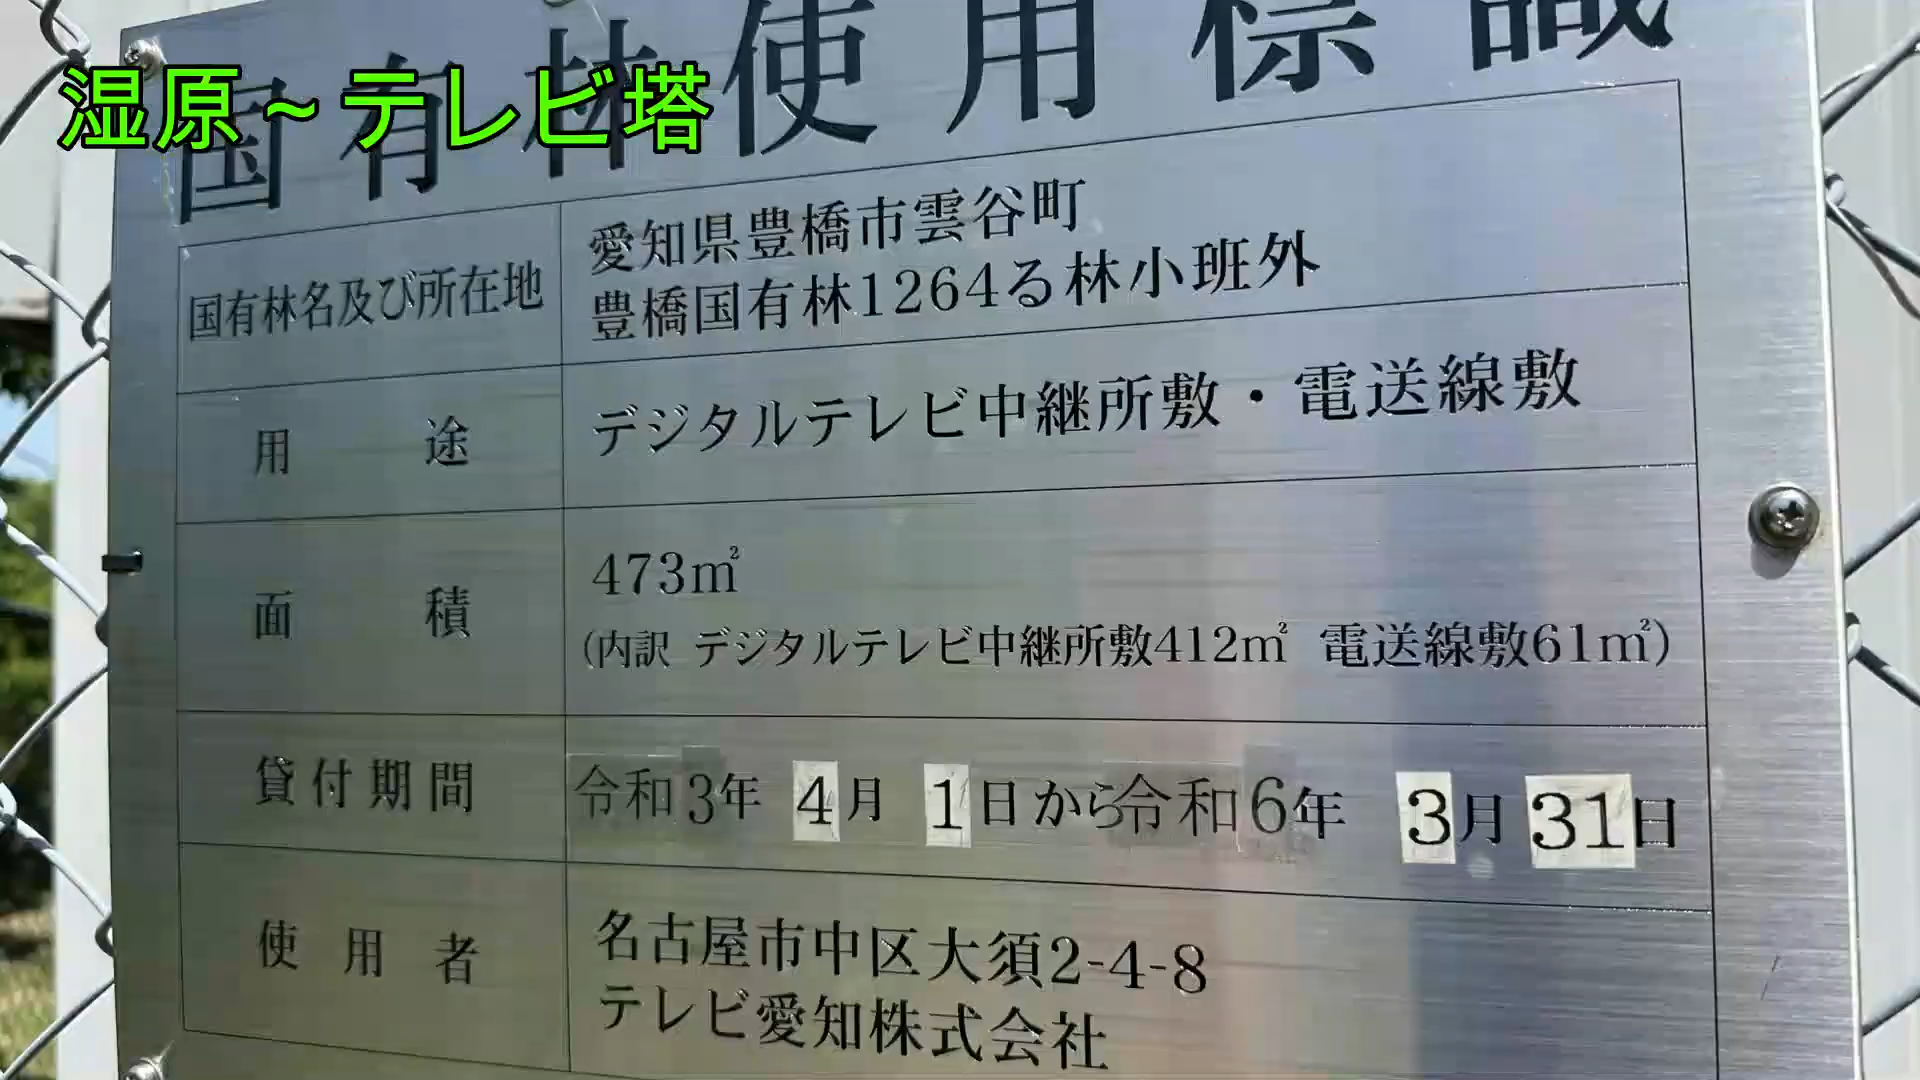 湿原～テレビ塔
国有林使用標識
国有林名及び所在地
愛知県豊橋市雲谷町
豊橋国有林1264る林小班外
用途
デジタルテレビ中継所敷・電送線敷
面積
473㎡
(内訳 デジタルテレビ中継所敷412㎡ 電送線敷61㎡)
貸付期間
令和3年 4月 1日から令和6年 3月31日
使用者
名古屋市中区大須2-4-8
テレビ愛知株式会社